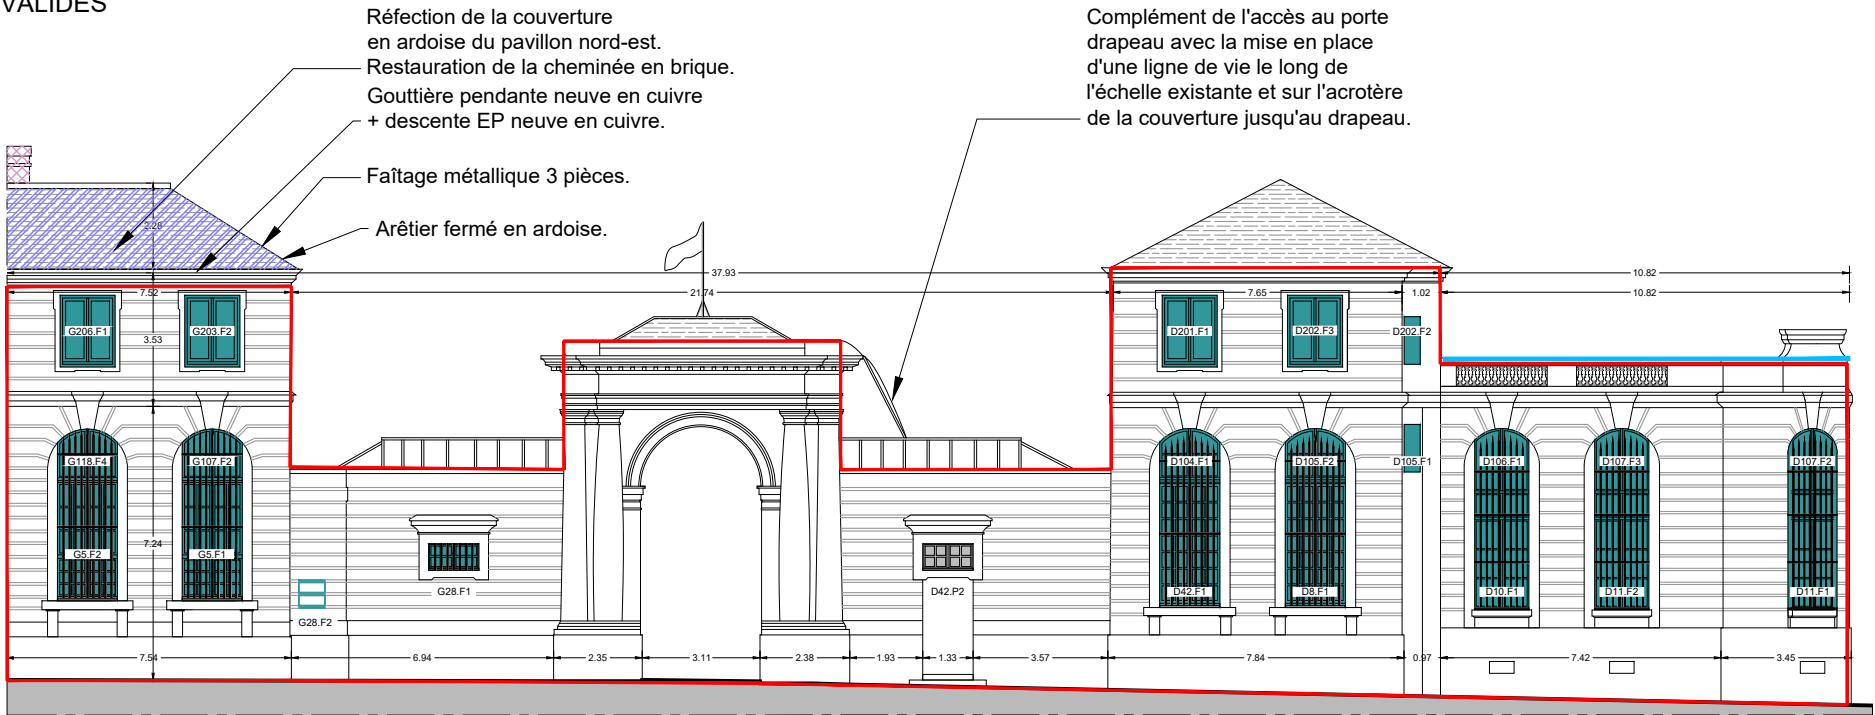 VALIDES
Réfection de la couverture
en ardoise du pavillon nord-est.
Restauration de la cheminée en brique.
Gouttière pendante neuve en cuivre
+ descente EP neuve en cuivre.
Faîtage métallique 3 pièces.
Arêtier fermé en ardoise.
Complément de l'accès au porte
drapeau avec la mise en place
d'une ligne de vie le long de
l'échelle existante et sur l'acrotère
de la couverture jusqu'au drapeau.
37.93
10.82
7.52
21.74
7.65
1.02
10.82
G206.F1
G203.F2
3.53
D201.F1
D202.F3
D202.F2
G118.F4
G107.F2
D104.F1
D105.F2
D105.F1
D106.F1
D107.F3
D107.F2
7.24
G5.F2
G5.F1
G28.F1
D42.P2
D42.F1
D8.F1
D10.F1
D11.F2
D11.F1
G28.F2
7.54
6.94
2.35
3.11
2.38
1.93
1.33
3.57
7.84
0.97
7.42
3.45